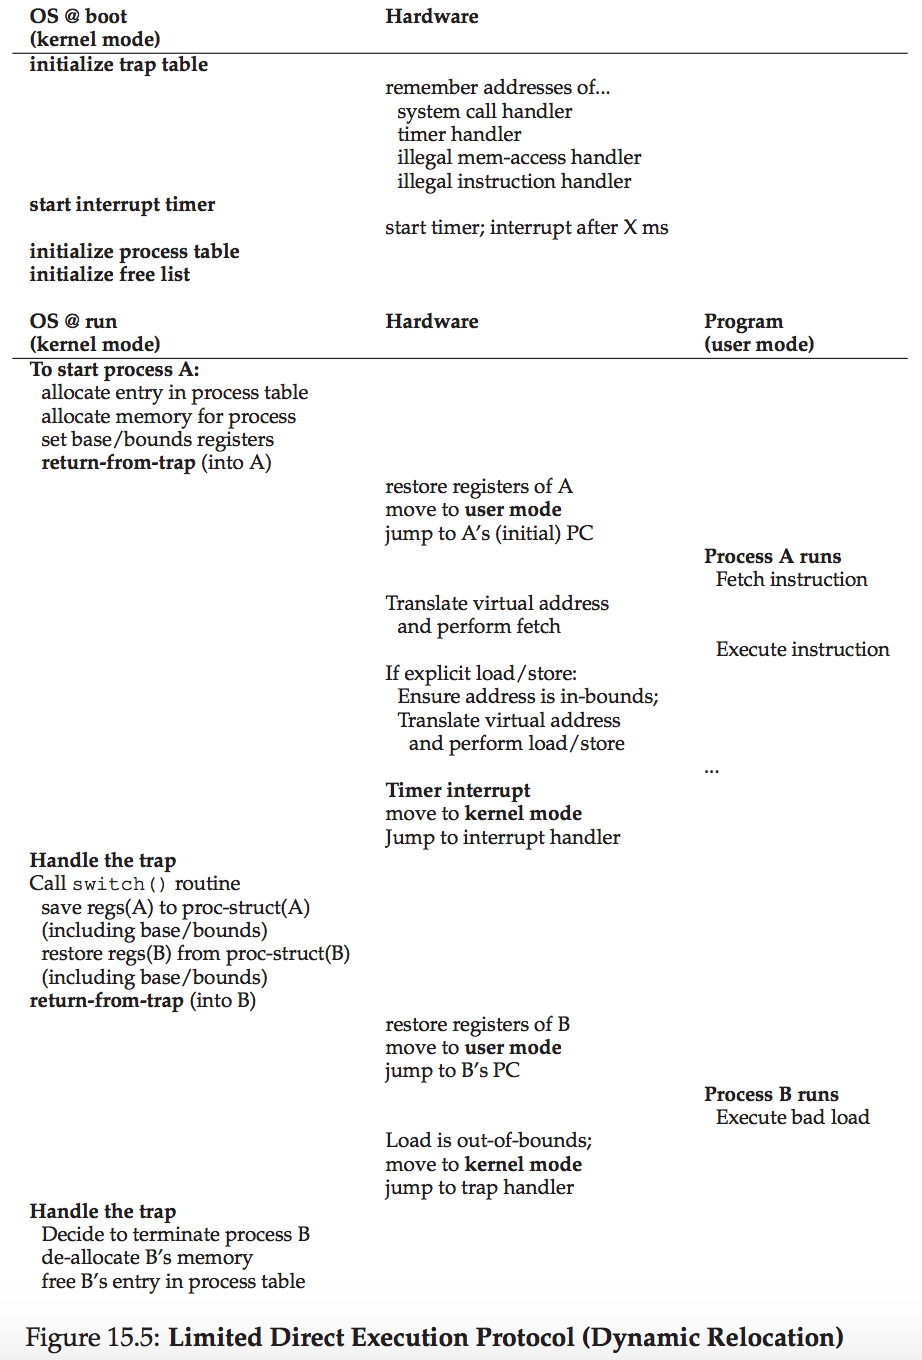 OS @ boot Hardware
(kernel mode)
initialize trap table
remember addresses of...
system call handler
timer handler
illegal mem-access handler
illegal instruction handler
start interrupt timer
start timer; interrupt after X ms
initialize process table
initialize free list
OS @ run Hardware Program
(kernel mode) (user mode)
To start process A:
allocate entry in process table
allocate memory for process
set base/bounds registers
return-from-trap (into A)
restore registers of A
move to user mode
jump to A's (initial) PC
Process A runs
Fetch instruction
Translate virtual address
and perform fetch
Execute instruction
If explicit load/store:
Ensure address is in-bounds;
Translate virtual address
and perform load/store
...
Timer interrupt
move to kernel mode
Jump to interrupt handler
Handle the trap
Call switch() routine
save regs(A) to proc-struct(A)
(including base/bounds)
restore regs(B) from proc-struct(B)
(including base/bounds)
return-from-trap (into B)
restore registers of B
move to user mode
jump to B's PC
Process B runs
Execute bad load
Load is out-of-bounds;
move to kernel mode
jump to trap handler
Handle the trap
Decide to terminate process B
de-allocate B's memory
free B's entry in process table
Figure 15.5: Limited Direct Execution Protocol (Dynamic Relocation)